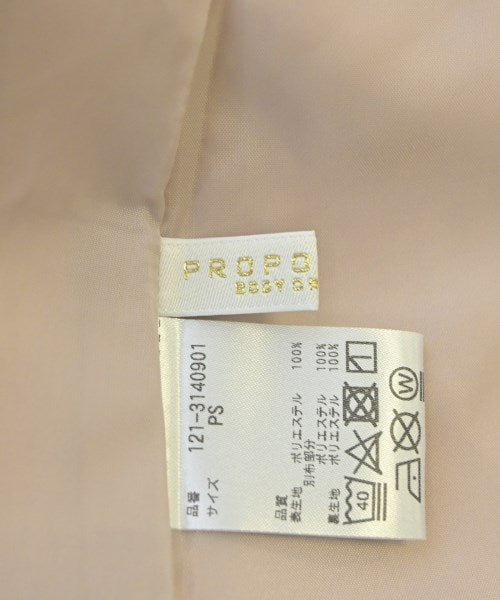 PROPO
BODY D
品番 121-3140901
サイズ PS
品質
表生地 ポリエステル 100%
別布部分
ポリエステル 100%
裏生地 ポリエステル 100%
40
W